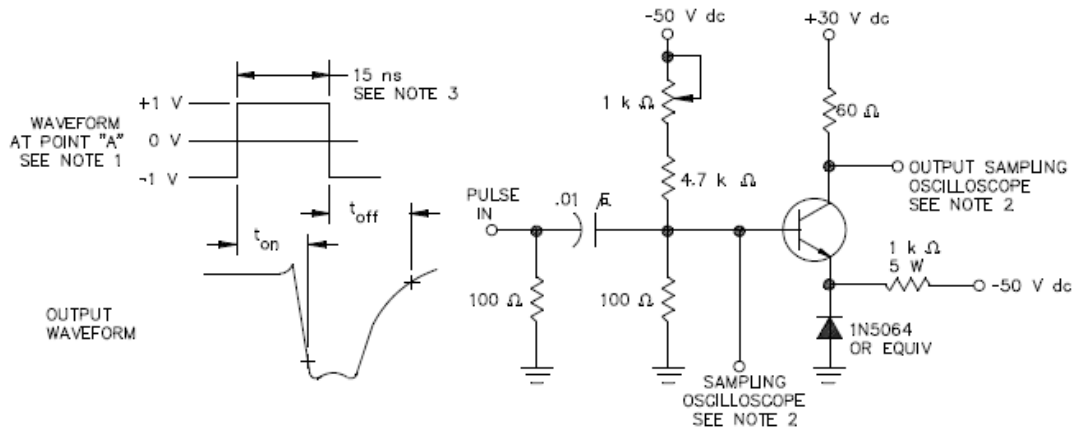 -50 V dc
+30 V dc
15 ns
SEE NOTE 3
+1 V
WAVEFORM
AT POINT "A"
SEE NOTE 1
0 V
-1 V
1 k Ω
60 Ω
OUTPUT SAMPLING
OSCILLOSCOPE
SEE NOTE 2
4.7 k Ω
PULSE
IN
.01
t off
t on
1 k Ω
5 W
-50 V dc
100 Ω
100 Ω
OUTPUT
WAVEFORM
1N5064
OR EQUIV
SAMPLING
OSCILLOSCOPE
SEE NOTE 2